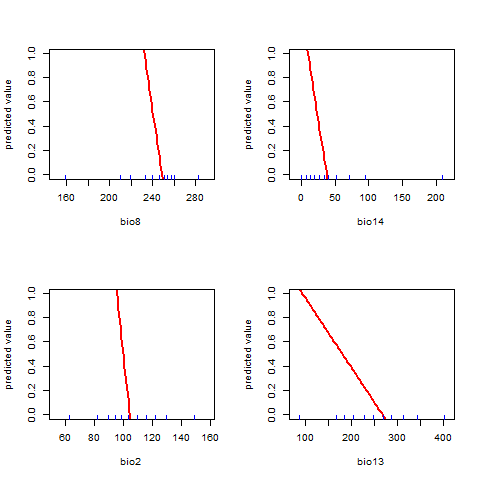 predicted value
0.0 0.2 0.4 0.6 0.8 1.0
160 200 240 280
bio8
predicted value
0.0 0.2 0.4 0.6 0.8 1.0
0 50 100 150 200
bio14
predicted value
0.0 0.2 0.4 0.6 0.8 1.0
60 80 100 120 140 160
bio2
predicted value
0.0 0.2 0.4 0.6 0.8 1.0
100 200 300 400
bio13